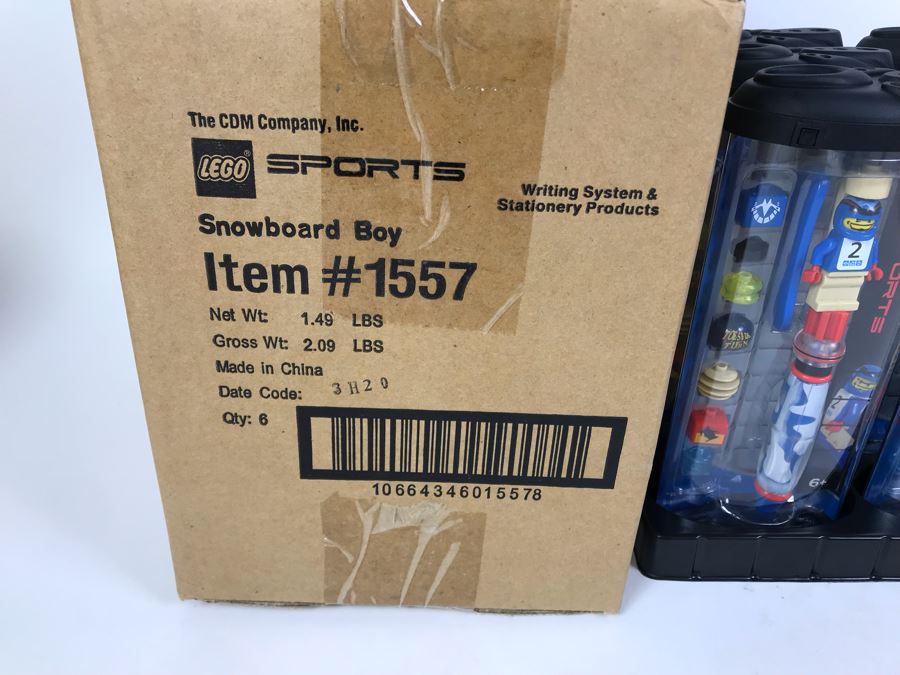 The CDM Company, Inc.
LEGO® SPORTS
Writing System &
Stationery Products
Snowboard Boy
Item #1557
Net Wt: 1.49 LBS
Gross Wt: 2.09 LBS
Made in China
Date Code: 3H20
Qty: 6
10664346015578
2
ORTS
6+